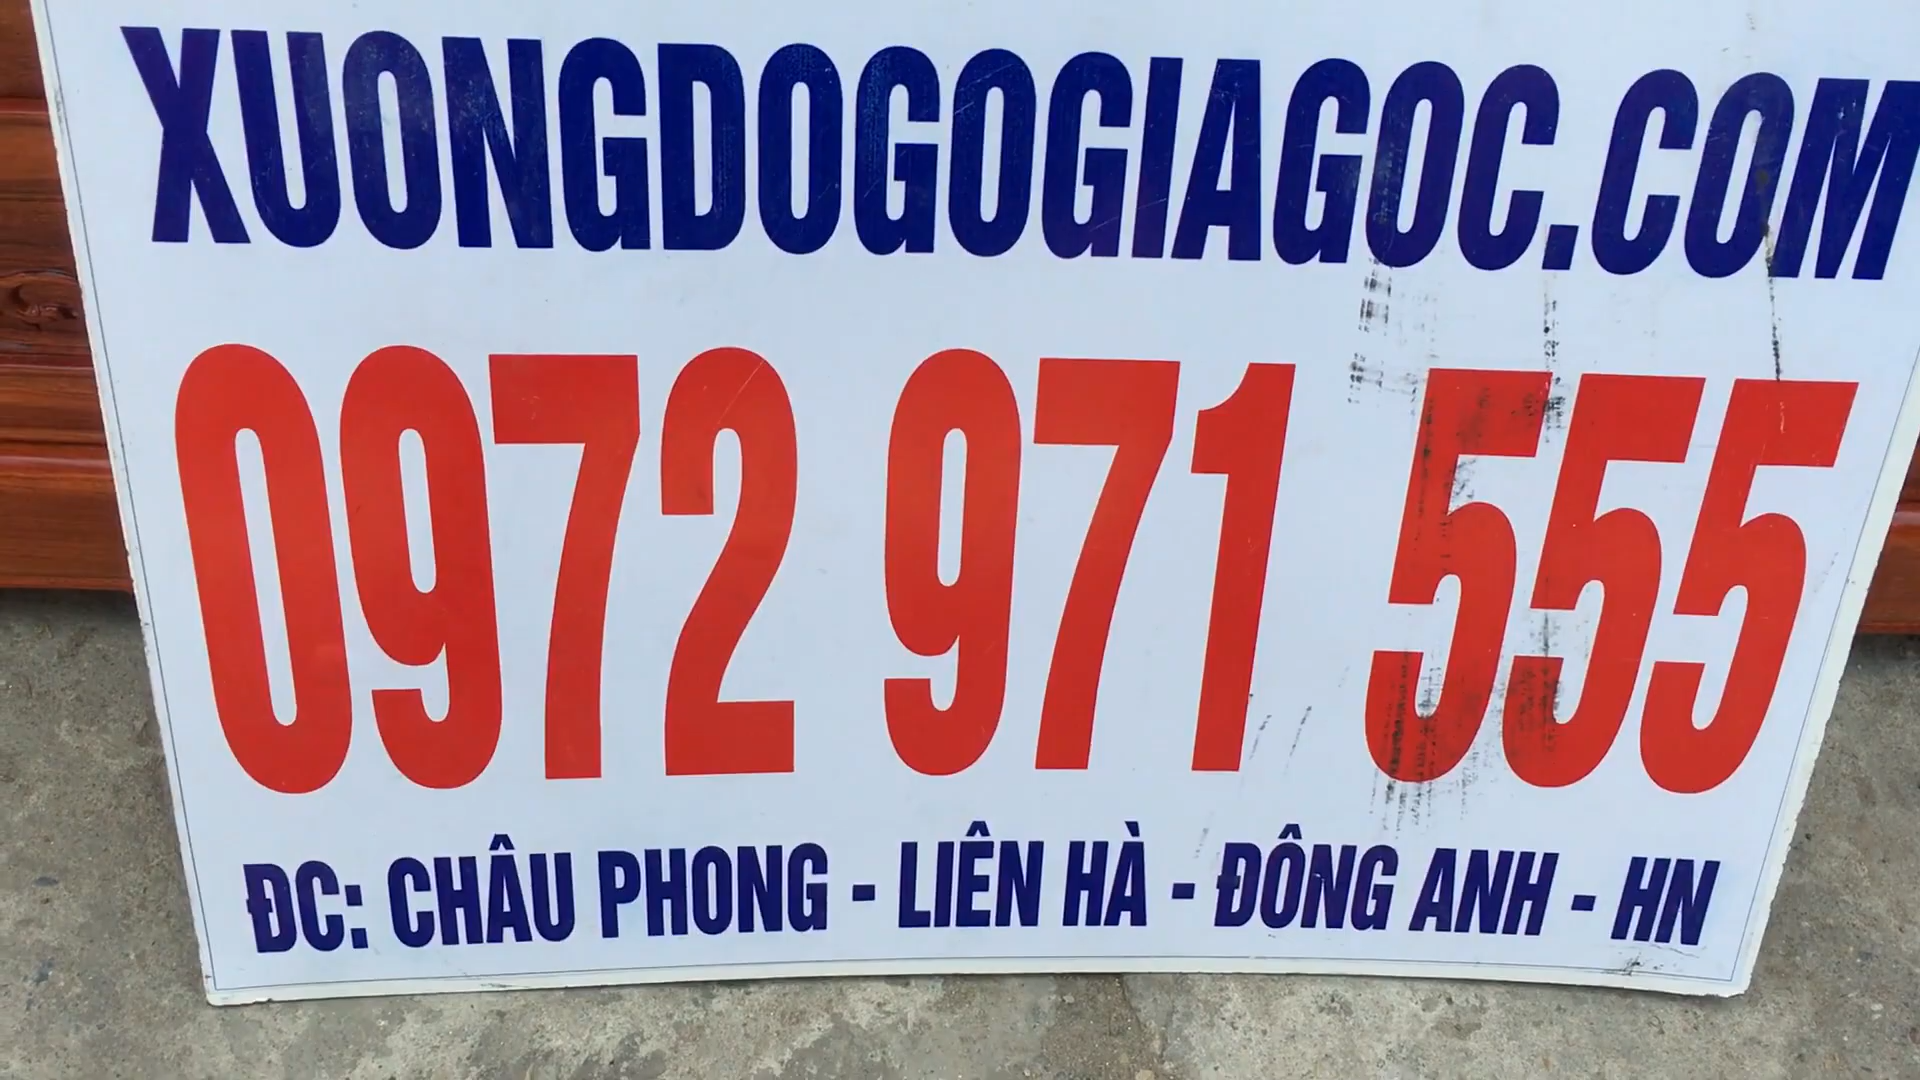 XUONGDOGOGIAGOC.COM
0972 971 555
ĐC: CHÂU PHONG - LIÊN HÀ - ĐÔNG ANH - HN